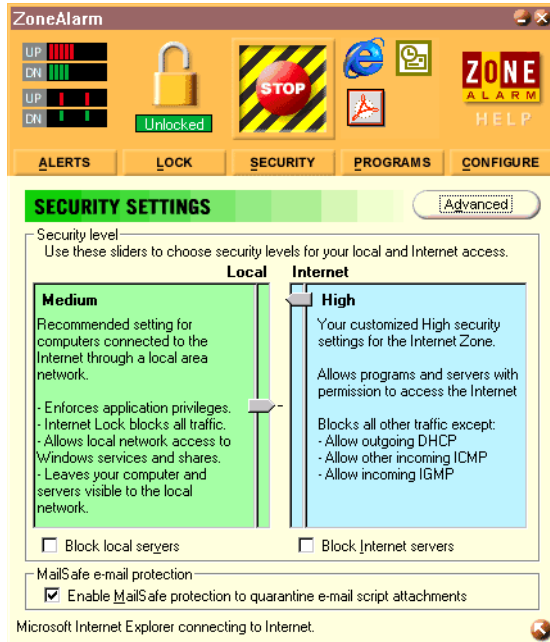 ZoneAlarm
UP
DN
UP
DN
Unlocked
STOP
ZONE
ALARM
HELP
ALERTS
LOCK
SECURITY
PROGRAMS
CONFIGURE
SECURITY SETTINGS
Advanced
Security level
Use these sliders to choose security levels for your local and Internet access.
Local
Internet
Medium
Recommended setting for
computers connected to the
Internet through a local area
network.
- Enforces application privileges.
- Internet Lock blocks all traffic.
- Allows local network access to
Windows services and shares.
- Leaves your computer and
servers visible to the local
network.
High
Your customized High security
settings for the Internet Zone.
Allows programs and servers with
permission to access the Internet
Blocks all other traffic except:
- Allow outgoing DHCP
- Allow other incoming ICMP
- Allow incoming IGMP
Block local servers
Block Internet servers
MailSafe e-mail protection
Enable MailSafe protection to quarantine e-mail script attachments
Microsoft Internet Explorer connecting to Internet.